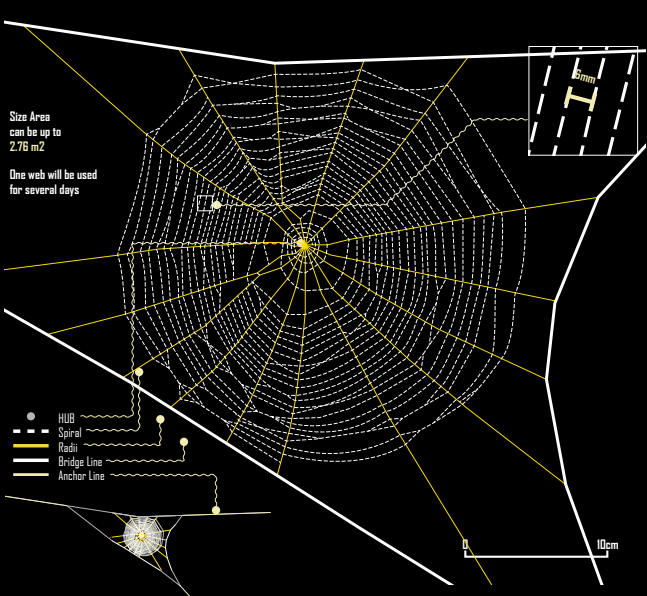 6mm
Size Area
can be up to
2.76 m2
One web will be used
for several days
HUB
Spiral
Radii
Bridge Line
Anchor Line
0 10cm